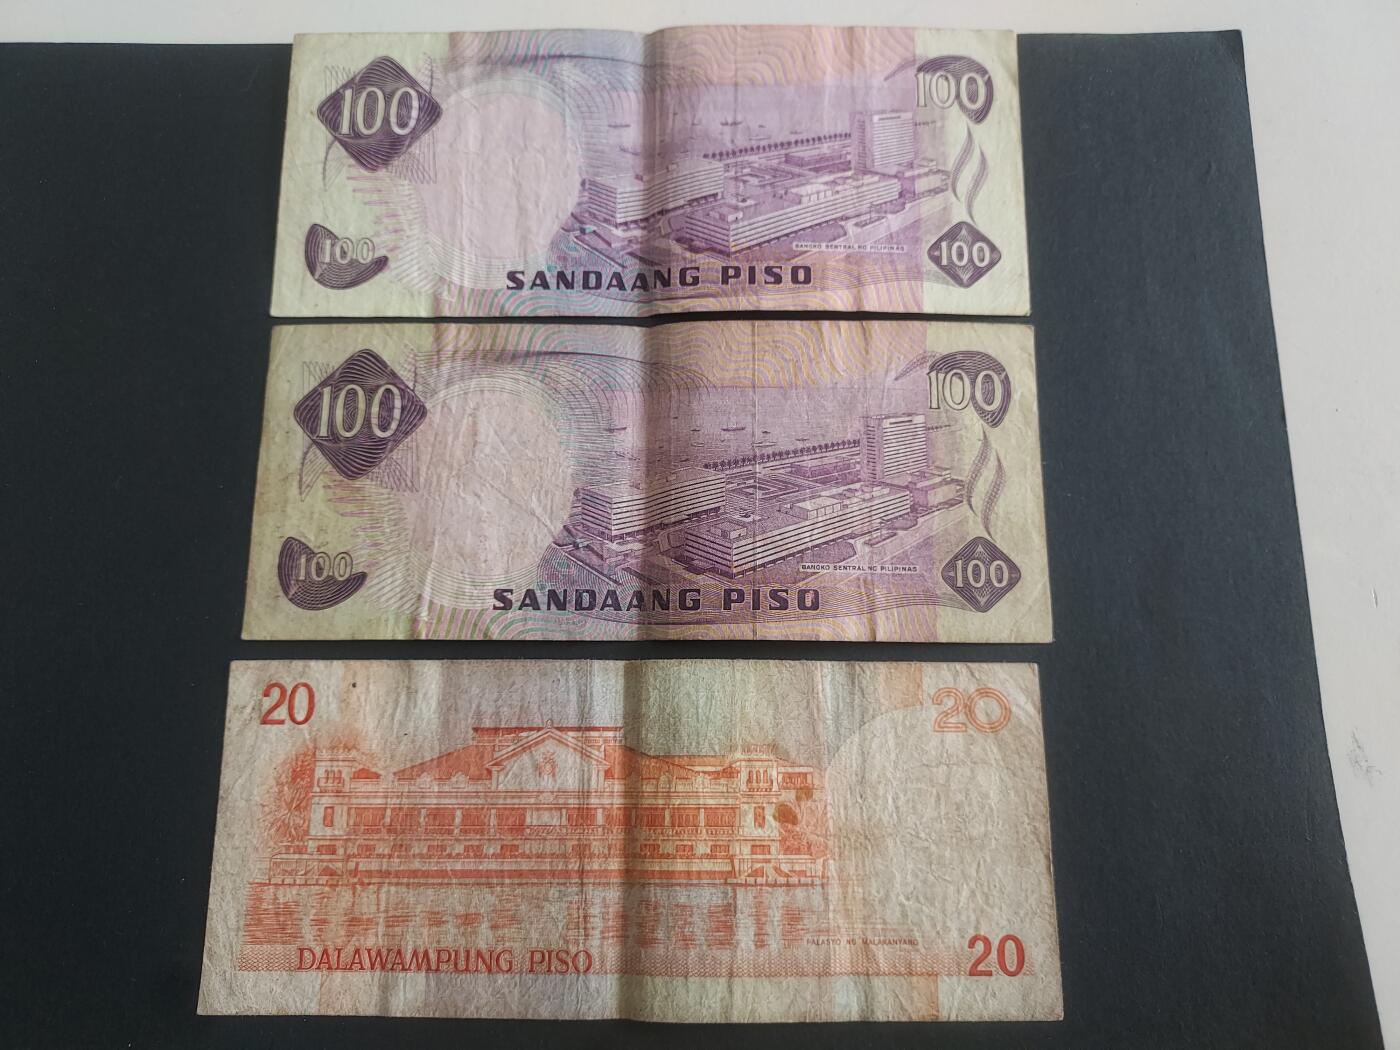 100 100
BANGKO SENTRAL NG PILIPINAS
100 100
SANDAANG PISO
100 100
BANGKO SENTRAL NG PILIPINAS
100 100
SANDAANG PISO
20 20
PALASYO NG MALAKANYANG
DALAWAMPUNG PISO 20